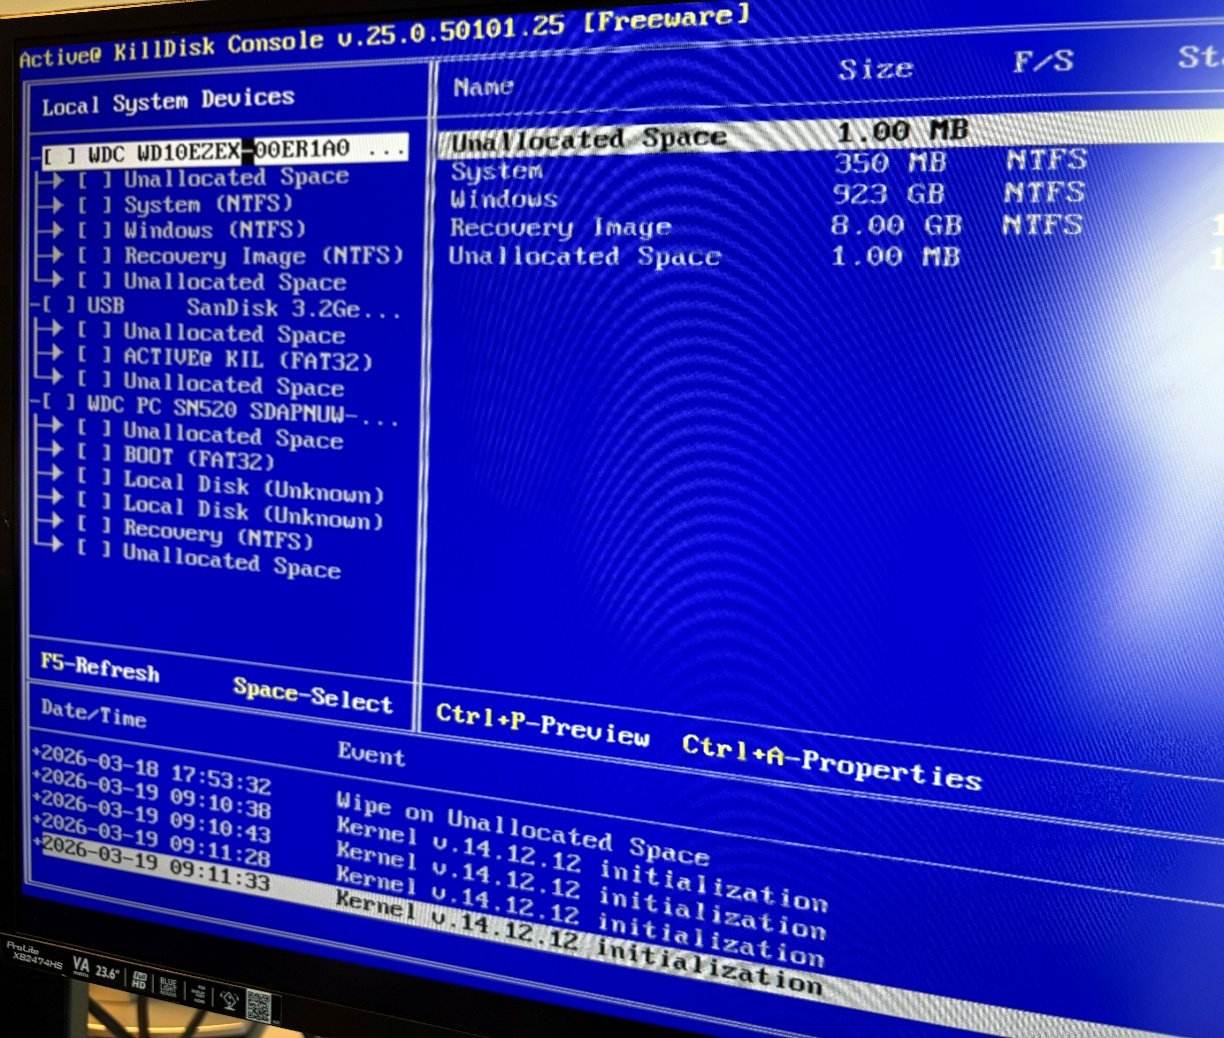 Active@ KillDisk Console v.25.0.50101.25 [Freeware]
Local System Devices
[ ] WDC WD10EZEX-00ER1A0 ...
[ ] Unallocated Space
[ ] System (NTFS)
[ ] Windows (NTFS)
[ ] Recovery Image (NTFS)
[ ] Unallocated Space
-[ ] USB SanDisk 3.2Ge...
[ ] Unallocated Space
[ ] ACTIVE@ KIL (FAT32)
[ ] Unallocated Space
-[ ] WDC PC SN520 SDAPNUW-...
[ ] Unallocated Space
[ ] BOOT (FAT32)
[ ] Local Disk (Unknown)
[ ] Local Disk (Unknown)
[ ] Recovery (NTFS)
[ ] Unallocated Space
F5-Refresh Space-Select
Name Size F/S St
Unallocated Space 1.00 MB
System 350 MB NTFS
Windows 923 GB NTFS
Recovery Image 8.00 GB NTFS 1
Unallocated Space 1.00 MB 1
Ctrl+P-Preview Ctrl+A-Properties
Date/Time Event
+2026-03-18 17:53:32 Wipe on Unallocated Space
+2026-03-19 09:10:38 Kernel v.14.12.12 initialization
+2026-03-19 09:10:43 Kernel v.14.12.12 initialization
+2026-03-19 09:11:28 Kernel v.14.12.12 initialization
+2026-03-19 09:11:33 Kernel v.14.12.12 initialization
ProLite
XB2474HS
VA
23.6"
Full
HD
BLUE
LIGHT